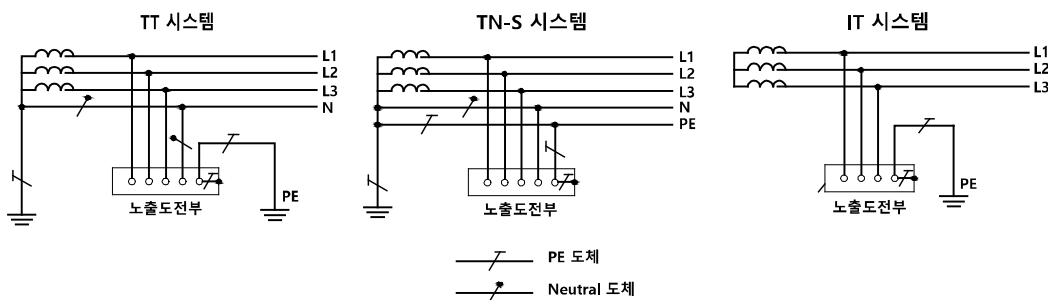 TT 시스템
L1
L2
L3
N
PE
노출도전부
TN-S 시스템
L1
L2
L3
N
PE
노출도전부
IT 시스템
L1
L2
L3
PE
노출도전부
PE 도체
Neutral 도체